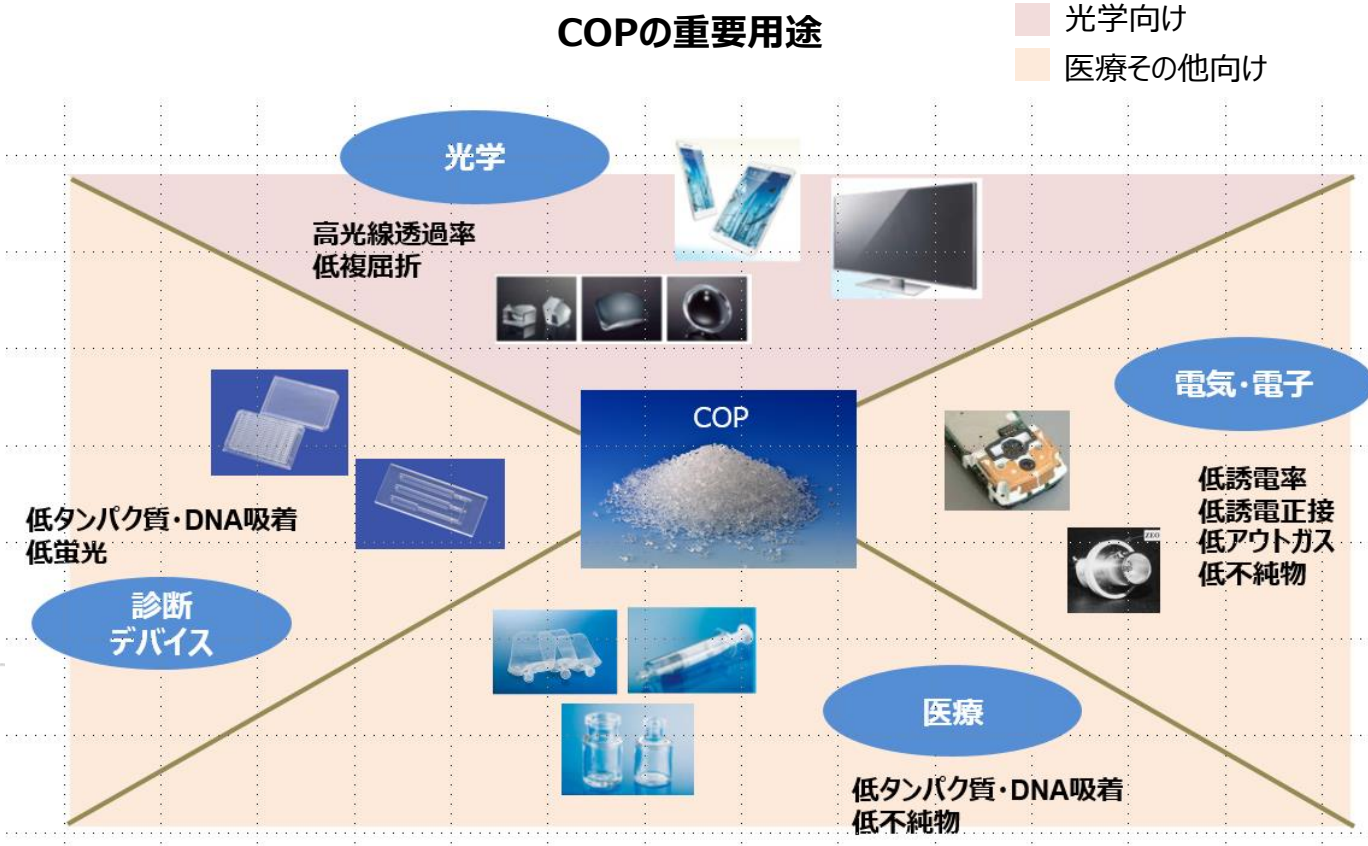 COPの重要用途
光学向け
医療その他向け
光学
高光線透過率
低複屈折
COP
電気・電子
低誘電率
低誘電正接
低アウトガス
低不純物
ZEO
低タンパク質・DNA吸着
低蛍光
診断
デバイス
医療
低タンパク質・DNA吸着
低不純物